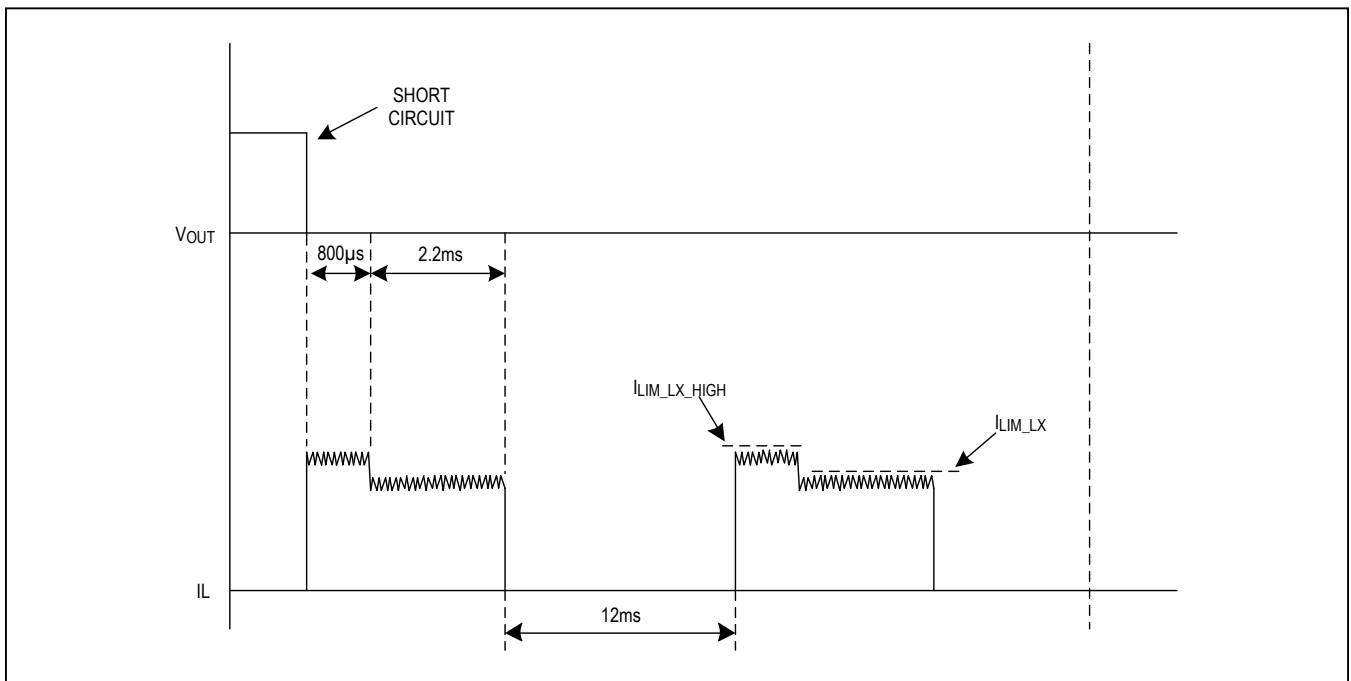 SHORT
CIRCUIT
VOUT
800µs
2.2ms
ILIM_LX_HIGH
ILIM_LX
IL
12ms